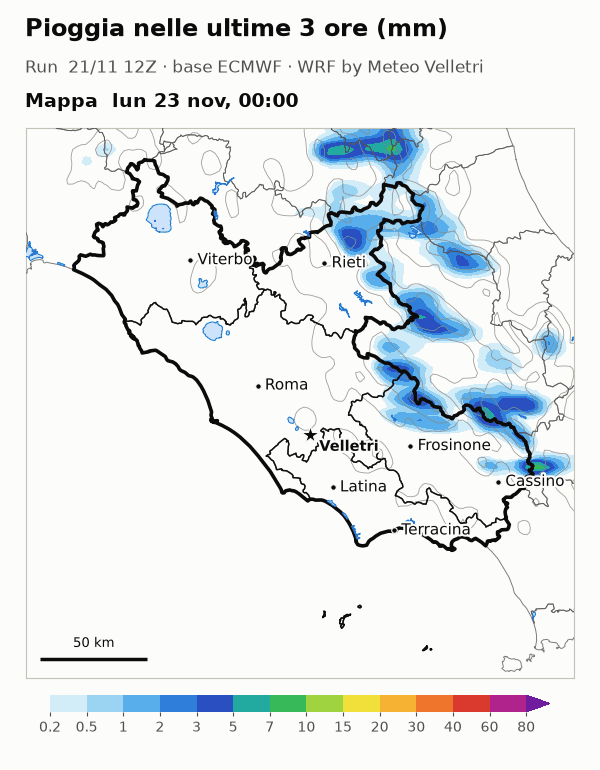 Pioggia nelle ultime 3 ore (mm)
Run 21/11 12Z · base ECMWF · WRF by Meteo Velletri
Mappa lun 23 nov, 00:00
Viterbo
Rieti
Roma
Velletri
Frosinone
Latina
Cassino
Terracina
50 km
0.2 0.5 1 2 3 5 7 10 15 20 30 40 60 80